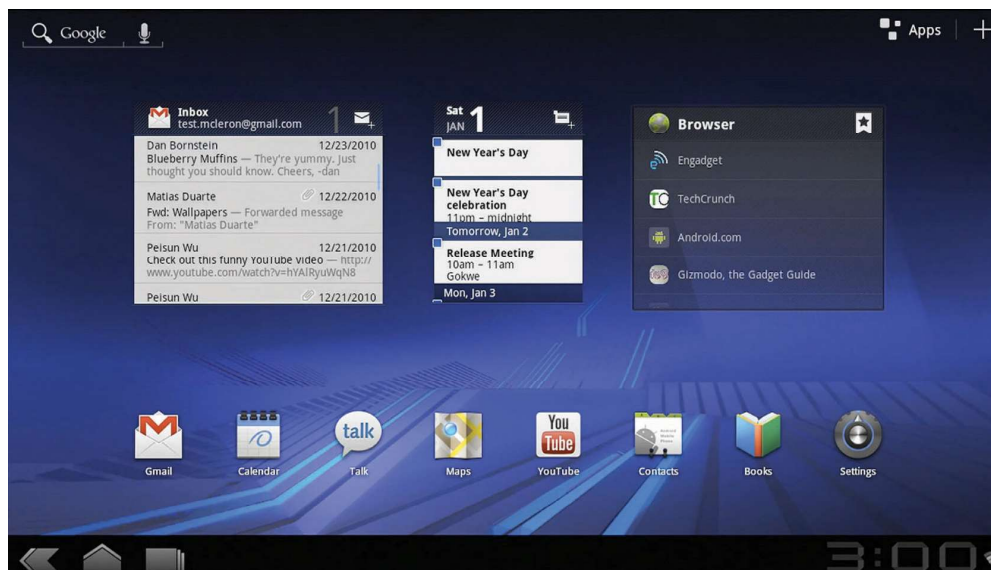 Google
Apps
Inbox
test.mcleron@gmail.com
1
Dan Bornstein 12/23/2010
Blueberry Muffins — They're yummy. Just
thought you should know. Cheers, -dan
Matias Duarte 12/22/2010
Fwd: Wallpapers — Forwarded message
From: "Matias Duarte"
Peisun Wu 12/21/2010
Check out this funny YouTube video — http://
www.youtube.com/watch?v=hYAlRyuWqN8
Peisun Wu 12/21/2010
Sat 1
JAN
New Year's Day
New Year's Day
celebration
11pm – midnight
Tomorrow, Jan 2
Release Meeting
10am – 11am
Gokwe
Mon, Jan 3
Browser
Engadget
TechCrunch
Android.com
Gizmodo, the Gadget Guide
talk
You
Tube
Gmail
Calendar
Talk
Maps
YouTube
Contacts
Books
Settings
3:00